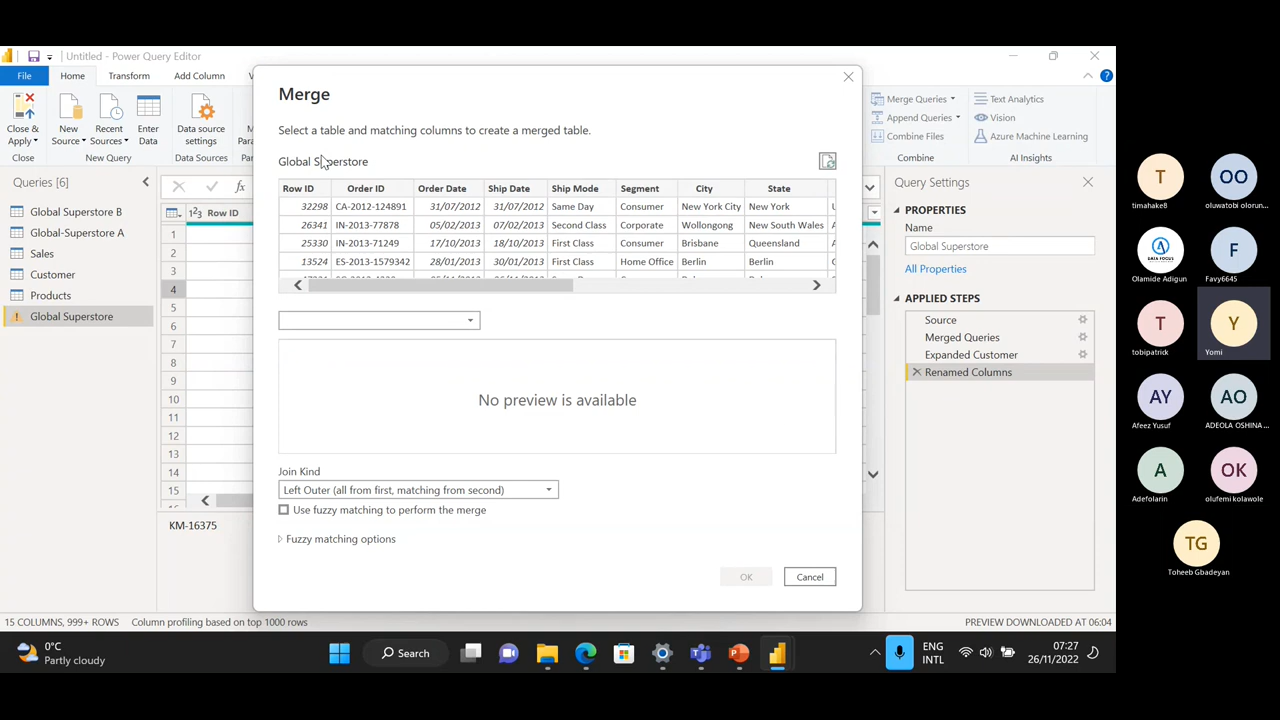 Untitled - Power Query Editor
File Home Transform Add Column V
Close & Apply
New Source
Recent Sources
Enter Data
Data source settings
Close
New Query
Data Sources
Merge Queries
Append Queries
Combine Files
Combine
Text Analytics
Vision
Azure Machine Learning
AI Insights
Queries [6]
Global Superstore B
Global-Superstore A
Sales
Customer
Products
Global Superstore
fx
123 Row ID
1
2
3
4
5
6
7
8
9
10
11
12
13
14
15
KM-16375
Merge
Select a table and matching columns to create a merged table.
Global Superstore
Row ID Order ID Order Date Ship Date Ship Mode Segment City State
32298 CA-2012-124891 31/07/2012 31/07/2012 Same Day Consumer New York City New York
26341 IN-2013-77878 05/02/2013 07/02/2013 Second Class Corporate Wollongong New South Wales
25330 IN-2013-71249 17/10/2013 18/10/2013 First Class Consumer Brisbane Queensland
13524 ES-2013-1579342 28/01/2013 30/01/2013 First Class Home Office Berlin Berlin
No preview is available
Join Kind
Left Outer (all from first, matching from second)
Use fuzzy matching to perform the merge
Fuzzy matching options
OK Cancel
Query Settings
PROPERTIES
Name
Global Superstore
All Properties
APPLIED STEPS
Source
Merged Queries
Expanded Customer
Renamed Columns
15 COLUMNS, 999+ ROWS Column profiling based on top 1000 rows
PREVIEW DOWNLOADED AT 06:04
0°C
Partly cloudy
Search
ENG
INTL
07:27
26/11/2022
T
timahake8
OO
oluwatobi olorun...
Olamide Adigun
F
Favy6645
T
tobipatrick
Y
Yomi
AY
Afeez Yusuf
AO
ADEOLA OSHINA...
A
Adefolarin
OK
olufemi kolawole
TG
Toheeb Gbadeyan